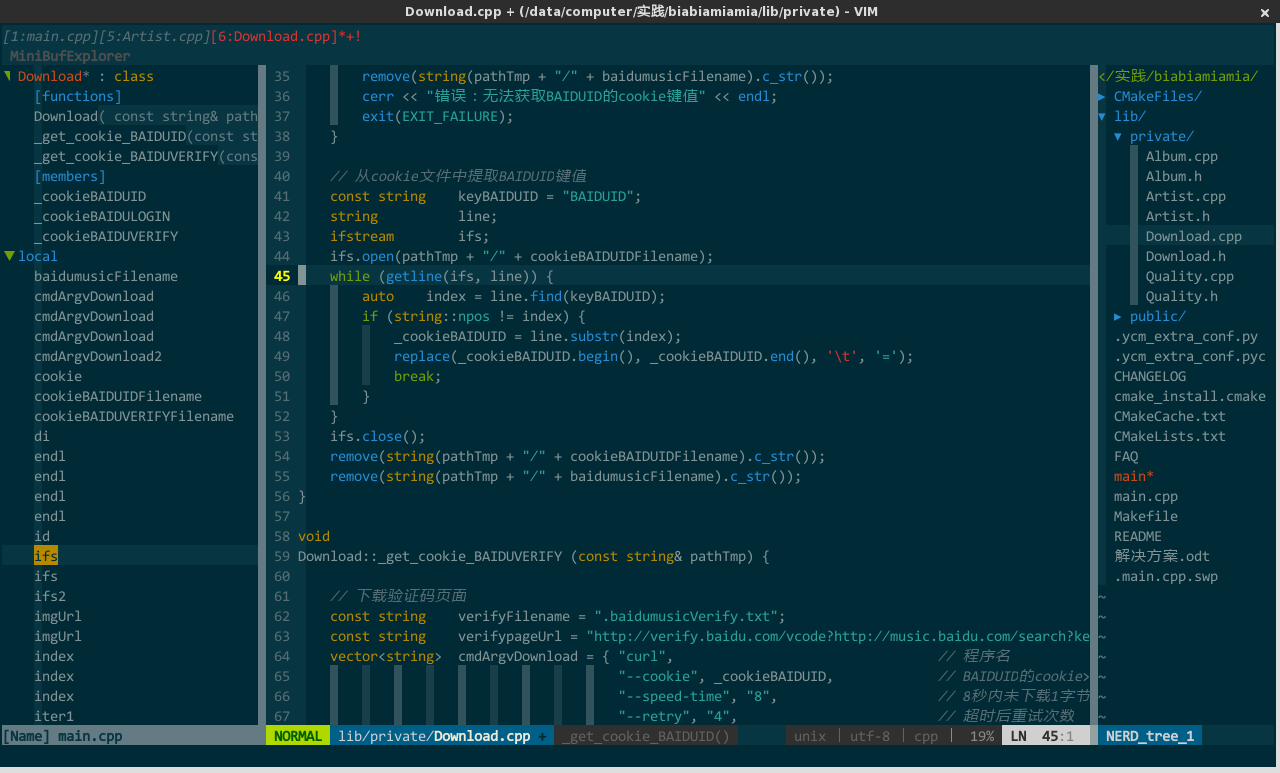 Download.cpp + (/data/computer/实践/biabiamiamia/lib/private) - VIM
[1:main.cpp][5:Artist.cpp][6:Download.cpp]*+!
MiniBufExplorer
▼ Download* : class
[functions]
Download( const string& path
_get_cookie_BAIDUID(const st
_get_cookie_BAIDUVERIFY(cons
[members]
_cookieBAIDUID
_cookieBAIDULOGIN
_cookieBAIDUVERIFY
▼ local
baidumusicFilename
cmdArgvDownload
cmdArgvDownload
cmdArgvDownload
cmdArgvDownload2
cookie
cookieBAIDUIDFilename
cookieBAIDUVERIFYFilename
di
endl
endl
endl
endl
id
ifs
ifs
ifs2
imgUrl
imgUrl
index
index
index
iter1
[Name] main.cpp
35 remove(string(pathTmp + "/" + baidumusicFilename).c_str());
36 cerr << "错误：无法获取BAIDUID的cookie键值" << endl;
37 exit(EXIT_FAILURE);
38 }
39
40 // 从cookie文件中提取BAIDUID键值
41 const string    keyBAIDUID = "BAIDUID";
42 string          line;
43 ifstream        ifs;
44 ifs.open(pathTmp + "/" + cookieBAIDUIDFilename);
45 while (getline(ifs, line)) {
46 auto    index = line.find(keyBAIDUID);
47 if (string::npos != index) {
48 _cookieBAIDUID = line.substr(index);
49 replace(_cookieBAIDUID.begin(), _cookieBAIDUID.end(), '\t', '=');
50 break;
51 }
52 }
53 ifs.close();
54 remove(string(pathTmp + "/" + cookieBAIDUIDFilename).c_str());
55 remove(string(pathTmp + "/" + baidumusicFilename).c_str());
56 }
57
58 void
59 Download::_get_cookie_BAIDUVERIFY (const string& pathTmp) {
60
61 // 下载验证码页面
62 const string    verifyFilename = ".baidumusicVerify.txt";
63 const string    verifypageUrl = "http://verify.baidu.com/vcode?http://music.baidu.com/search?ke
64 vector<string>  cmdArgvDownload = { "curl", // 程序名
65 "--cookie", _cookieBAIDUID, // BAIDUID的cookie>
66 "--speed-time", "8", // 8秒内未下载1字节
67 "--retry", "4", // 超时后重试次数
NORMAL lib/private/Download.cpp + _get_cookie_BAIDUID() unix | utf-8 | cpp | 19% LN 45:1
</实践/biabiamiamia/
▶ CMakeFiles/
▼ lib/
▼ private/
Album.cpp
Album.h
Artist.cpp
Artist.h
Download.cpp
Download.h
Quality.cpp
Quality.h
▶ public/
.ycm_extra_conf.py
.ycm_extra_conf.pyc
CHANGELOG
cmake_install.cmake
CMakeCache.txt
CMakeLists.txt
FAQ
main*
main.cpp
Makefile
README
解决方案.odt
.main.cpp.swp
~
~
~
~
~
~
~
NERD_tree_1